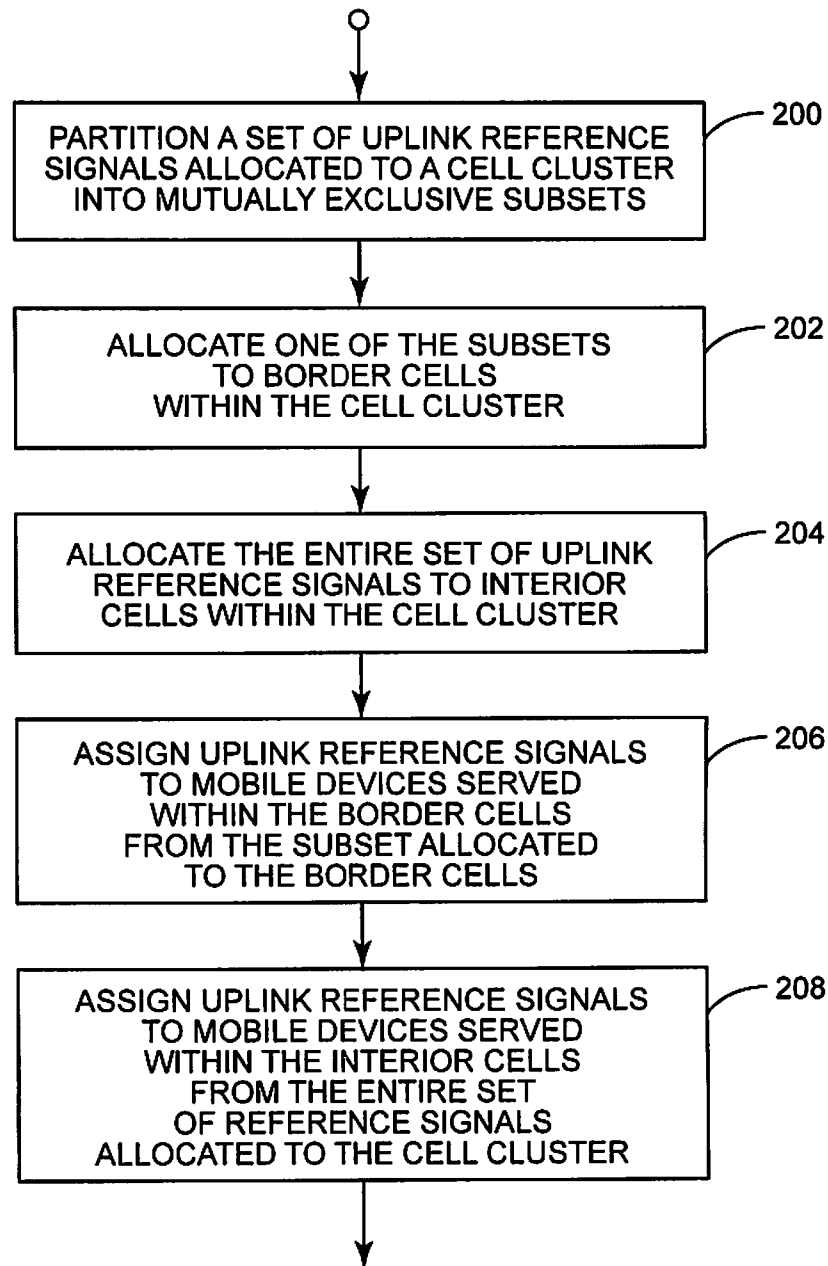 PARTITION A SET OF UPLINK REFERENCE
SIGNALS ALLOCATED TO A CELL CLUSTER
INTO MUTUALLY EXCLUSIVE SUBSETS
200
ALLOCATE ONE OF THE SUBSETS
TO BORDER CELLS
WITHIN THE CELL CLUSTER
202
ALLOCATE THE ENTIRE SET OF UPLINK
REFERENCE SIGNALS TO INTERIOR
CELLS WITHIN THE CELL CLUSTER
204
ASSIGN UPLINK REFERENCE SIGNALS
TO MOBILE DEVICES SERVED
WITHIN THE BORDER CELLS
FROM THE SUBSET ALLOCATED
TO THE BORDER CELLS
206
ASSIGN UPLINK REFERENCE SIGNALS
TO MOBILE DEVICES SERVED
WITHIN THE INTERIOR CELLS
FROM THE ENTIRE SET
OF REFERENCE SIGNALS
ALLOCATED TO THE CELL CLUSTER
208